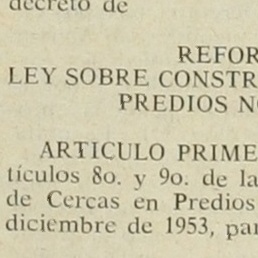 decreto de
REFOR
LEY SOBRE CONSTR
PREDIOS N
ARTICULO PRIME
tículos 8o. y 9o. de la
de Cercas en Predios
diciembre de 1953, par